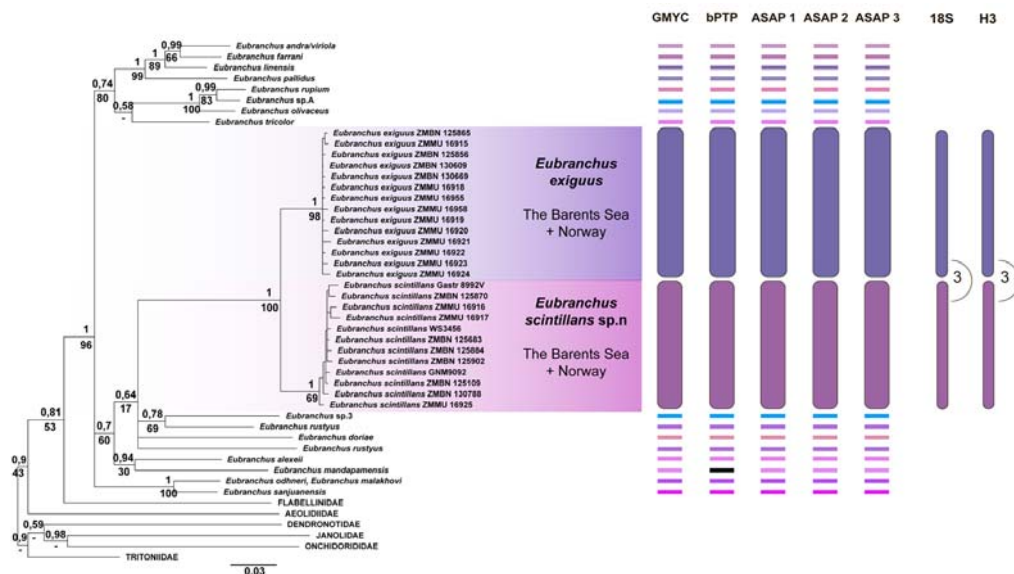 GMYC bPTP ASAP 1 ASAP 2 ASAP 3 18S H3
0,99
Eubranchus andra/viriola
1
66
Eubranchus farrani
1
89
Eubranchus linensis
0,74
99
Eubranchus pallidus
0,99
Eubranchus rupium
80
1
83
Eubranchus sp.A
0,58
100
Eubranchus olivaceus
-
Eubranchus tricolor
Eubranchus exiguus ZMBN 125865
Eubranchus exiguus ZMMU 16915
Eubranchus exiguus ZMBN 125856
Eubranchus exiguus ZMBN 130609
Eubranchus exiguus ZMBN 130669
Eubranchus exiguus ZMMU 16918
Eubranchus exiguus ZMMU 16955
Eubranchus exiguus ZMMU 16958
Eubranchus exiguus ZMMU 16919
Eubranchus exiguus ZMMU 16920
Eubranchus exiguus ZMMU 16921
Eubranchus exiguus ZMMU 16922
Eubranchus exiguus ZMMU 16923
Eubranchus exiguus ZMMU 16924
1
98
Eubranchus
exiguus
The Barents Sea
+ Norway
3
3
1
100
Eubranchus scintillans Gastr 8992V
Eubranchus scintillans ZMBN 125870
Eubranchus scintillans ZMMU 16916
Eubranchus scintillans ZMMU 16917
Eubranchus scintillans WS3456
Eubranchus scintillans ZMBN 125683
Eubranchus scintillans ZMBN 125884
Eubranchus scintillans ZMBN 125902
Eubranchus scintillans GNM9092
Eubranchus scintillans ZMBN 125109
Eubranchus scintillans ZMBN 130788
Eubranchus scintillans ZMMU 16925
1
69
Eubranchus
scintillans sp.n
The Barents Sea
+ Norway
1
96
0,64
17
0,78
69
Eubranchus sp.3
Eubranchus rustyus
0,81
53
0,7
60
Eubranchus doriae
Eubranchus rustyus
0,94
30
Eubranchus alexeii
Eubranchus mandapamensis
1
100
Eubranchus odhneri, Eubranchus malakhovi
Eubranchus sanjuanensis
0,9
43
FLABELLINIDAE
AEOLIDIIDAE
0,59
-
DENDRONOTIDAE
0,98
-
JANOLIDAE
0,9
-
ONCHIDORIDIDAE
TRITONIIDAE
0.03